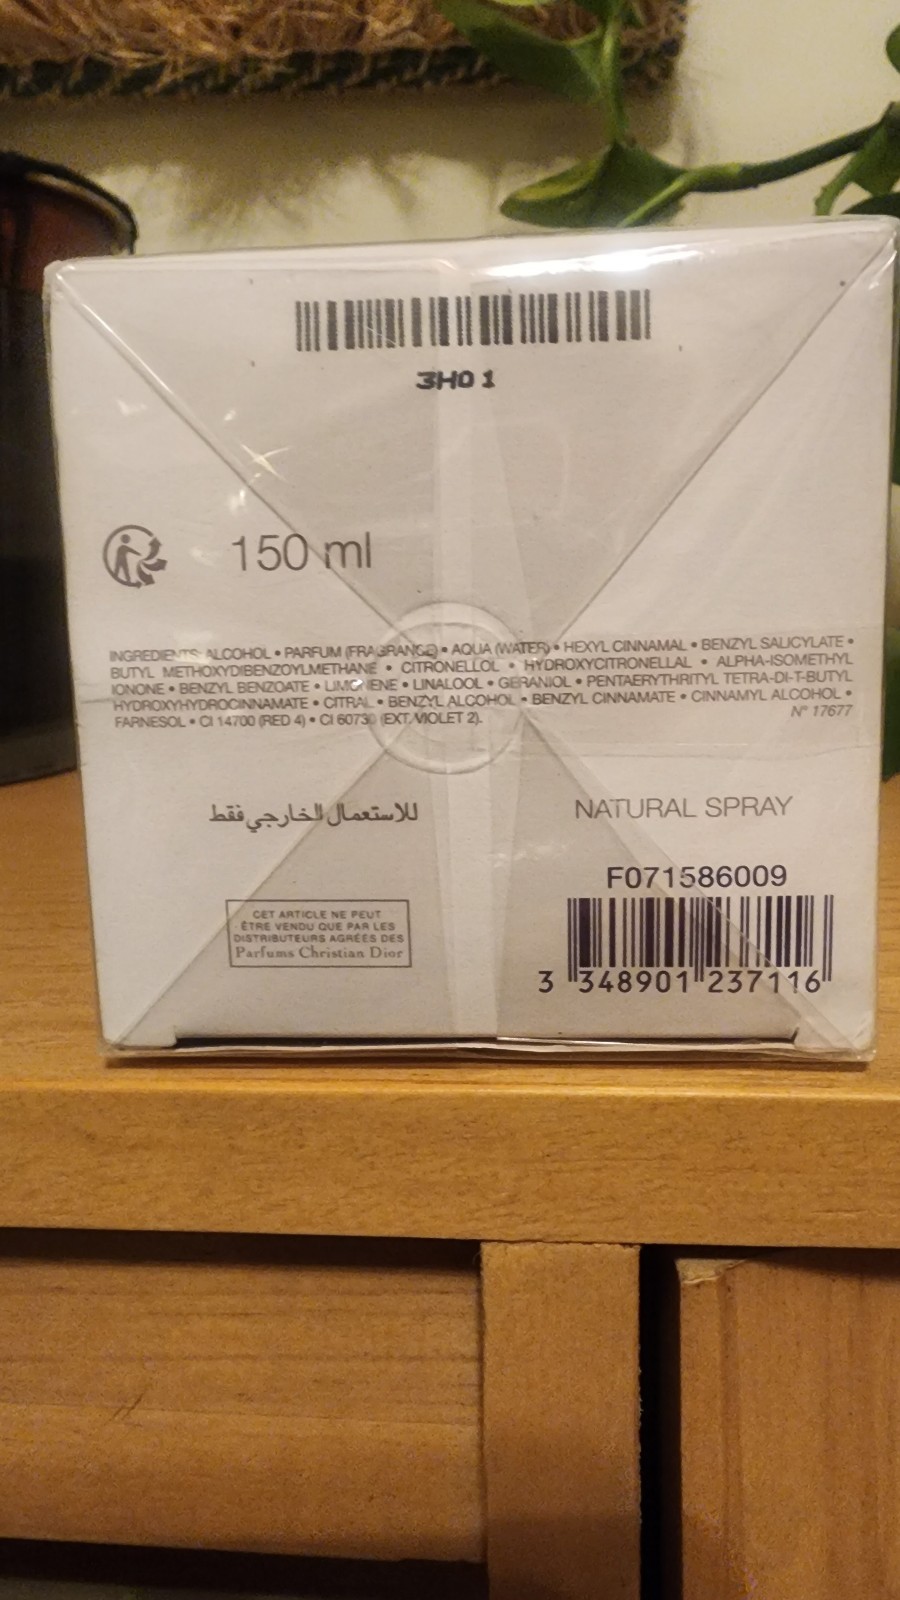 3H01
150 ml
INGREDIENTS: ALCOHOL • PARFUM (FRAGRANCE) • AQUA (WATER) • HEXYL CINNAMAL • BENZYL SALICYLATE •
BUTYL METHOXYDIBENZOYLMETHANE • CITRONELLOL • HYDROXYCITRONELLAL • ALPHA-ISOMETHYL
IONONE • BENZYL BENZOATE • LIMONENE • LINALOOL • GERANIOL • PENTAERYTHRITYL TETRA-DI-T-BUTYL
HYDROXYHYDROCINNAMATE • CITRAL • BENZYL ALCOHOL • BENZYL CINNAMATE • CINNAMYL ALCOHOL •
FARNESOL • CI 14700 (RED 4) • CI 60730 (EXT. VIOLET 2).
N° 17677
للاستعمال الخارجي فقط
NATURAL SPRAY
CET ARTICLE NE PEUT
ÊTRE VENDU QUE PAR LES
DISTRIBUTEURS AGRÉÉS DES
Parfums Christian Dior
F071586009
3 348901 237116